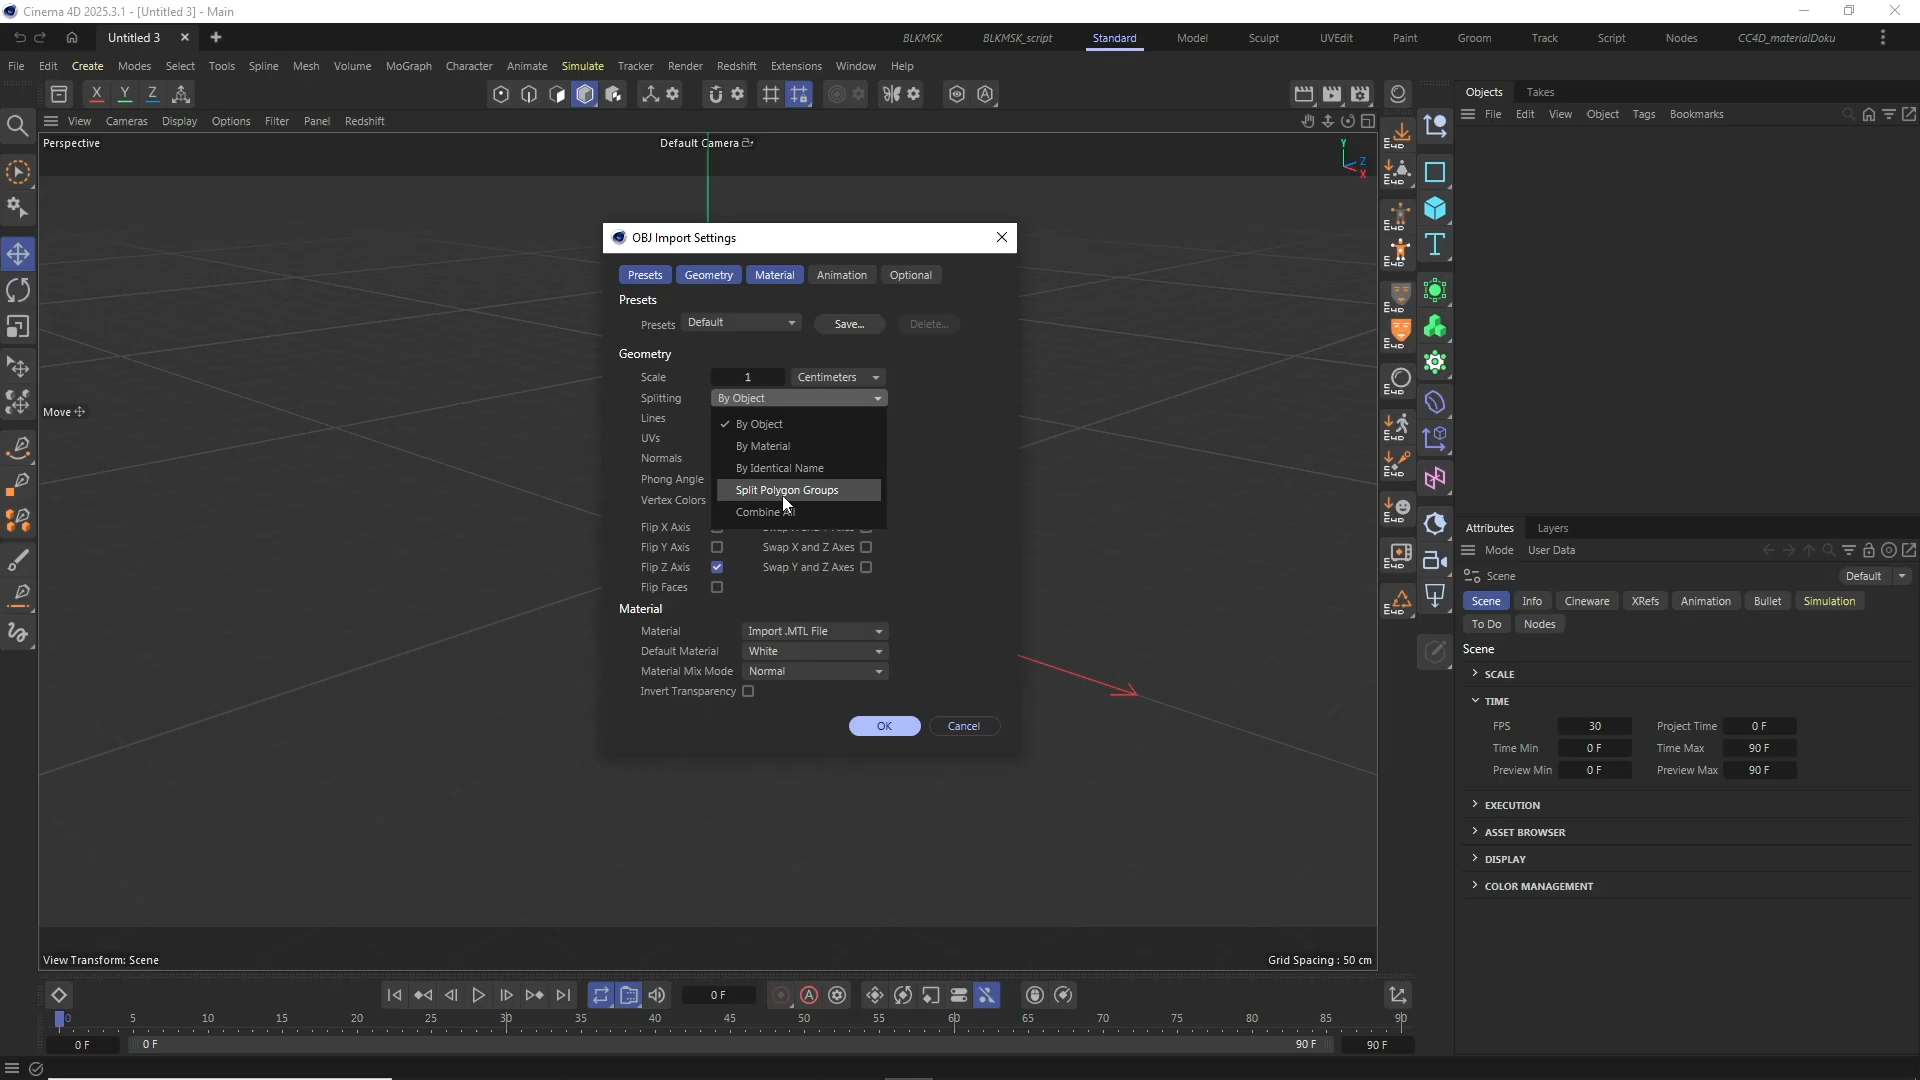 Cinema 4D 2025.3.1 - [Untitled 3] - Main
Untitled 3
BLKMSK BLKMSK_script Standard Model Sculpt UVEdit Paint Groom Track Script Nodes CC4D_materialDoku
File Edit Create Modes Select Tools Spline Mesh Volume MoGraph Character Animate Simulate Tracker Render Redshift Extensions Window Help
X Y Z
View Cameras Display Options Filter Panel Redshift
Perspective
Default Camera
Y
Z
X
Move
OBJ Import Settings
Presets Geometry Material Animation Optional
Presets
Presets Default Save... Delete...
Geometry
Scale 1 Centimeters
Splitting By Object
Lines
UVs
Normals
Phong Angle
Vertex Colors
By Object
By Material
By Identical Name
Split Polygon Groups
Combine All
Flip X Axis
Flip Y Axis Swap X and Z Axes
Flip Z Axis Swap Y and Z Axes
Flip Faces
Material
Material Import .MTL File
Default Material White
Material Mix Mode Normal
Invert Transparency
OK Cancel
View Transform: Scene
Grid Spacing : 50 cm
Objects Takes
File Edit View Object Tags Bookmarks
Attributes Layers
Mode User Data
Scene Default
Scene Info Cineware XRefs Animation Bullet Simulation
To Do Nodes
Scene
SCALE
TIME
FPS 30 Project Time 0 F
Time Min 0 F Time Max 90 F
Preview Min 0 F Preview Max 90 F
EXECUTION
ASSET BROWSER
DISPLAY
COLOR MANAGEMENT
0 F
0 5 10 15 20 25 30 35 40 45 50 55 60 65 70 75 80 85 90
0 F 0 F 90 F 90 F